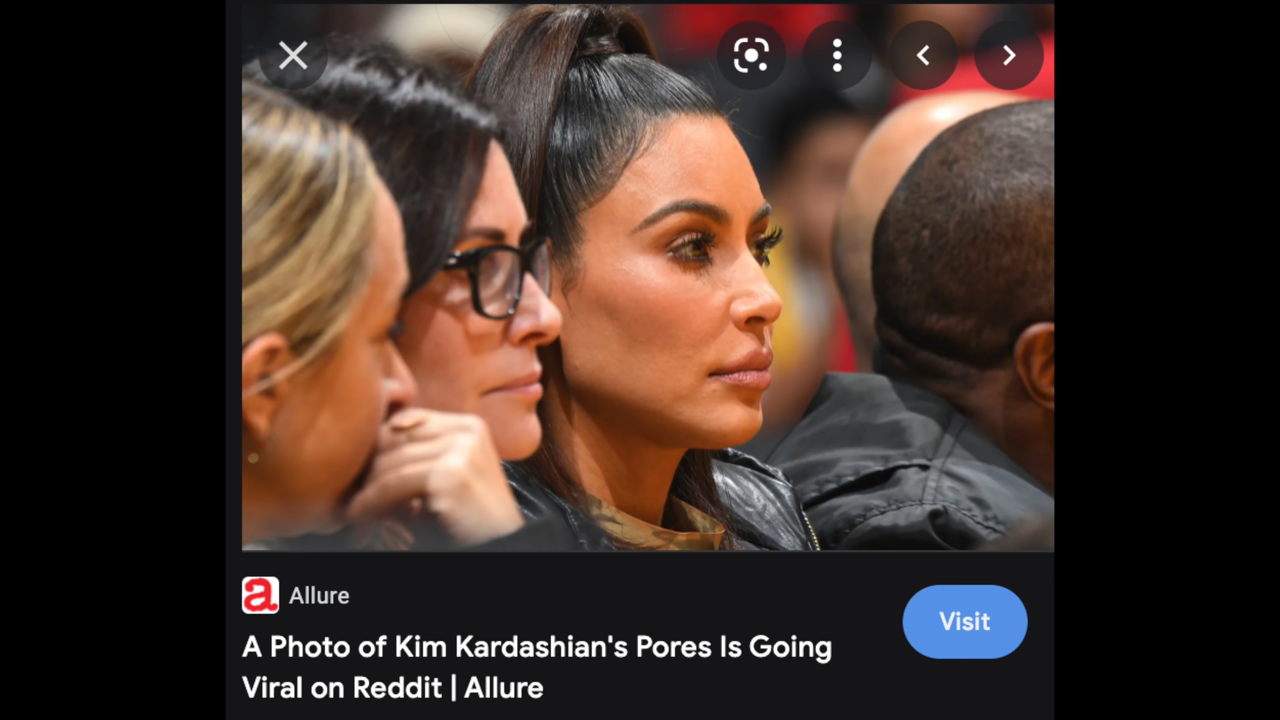 Allure
Visit
A Photo of Kim Kardashian's Pores Is Going
Viral on Reddit | Allure